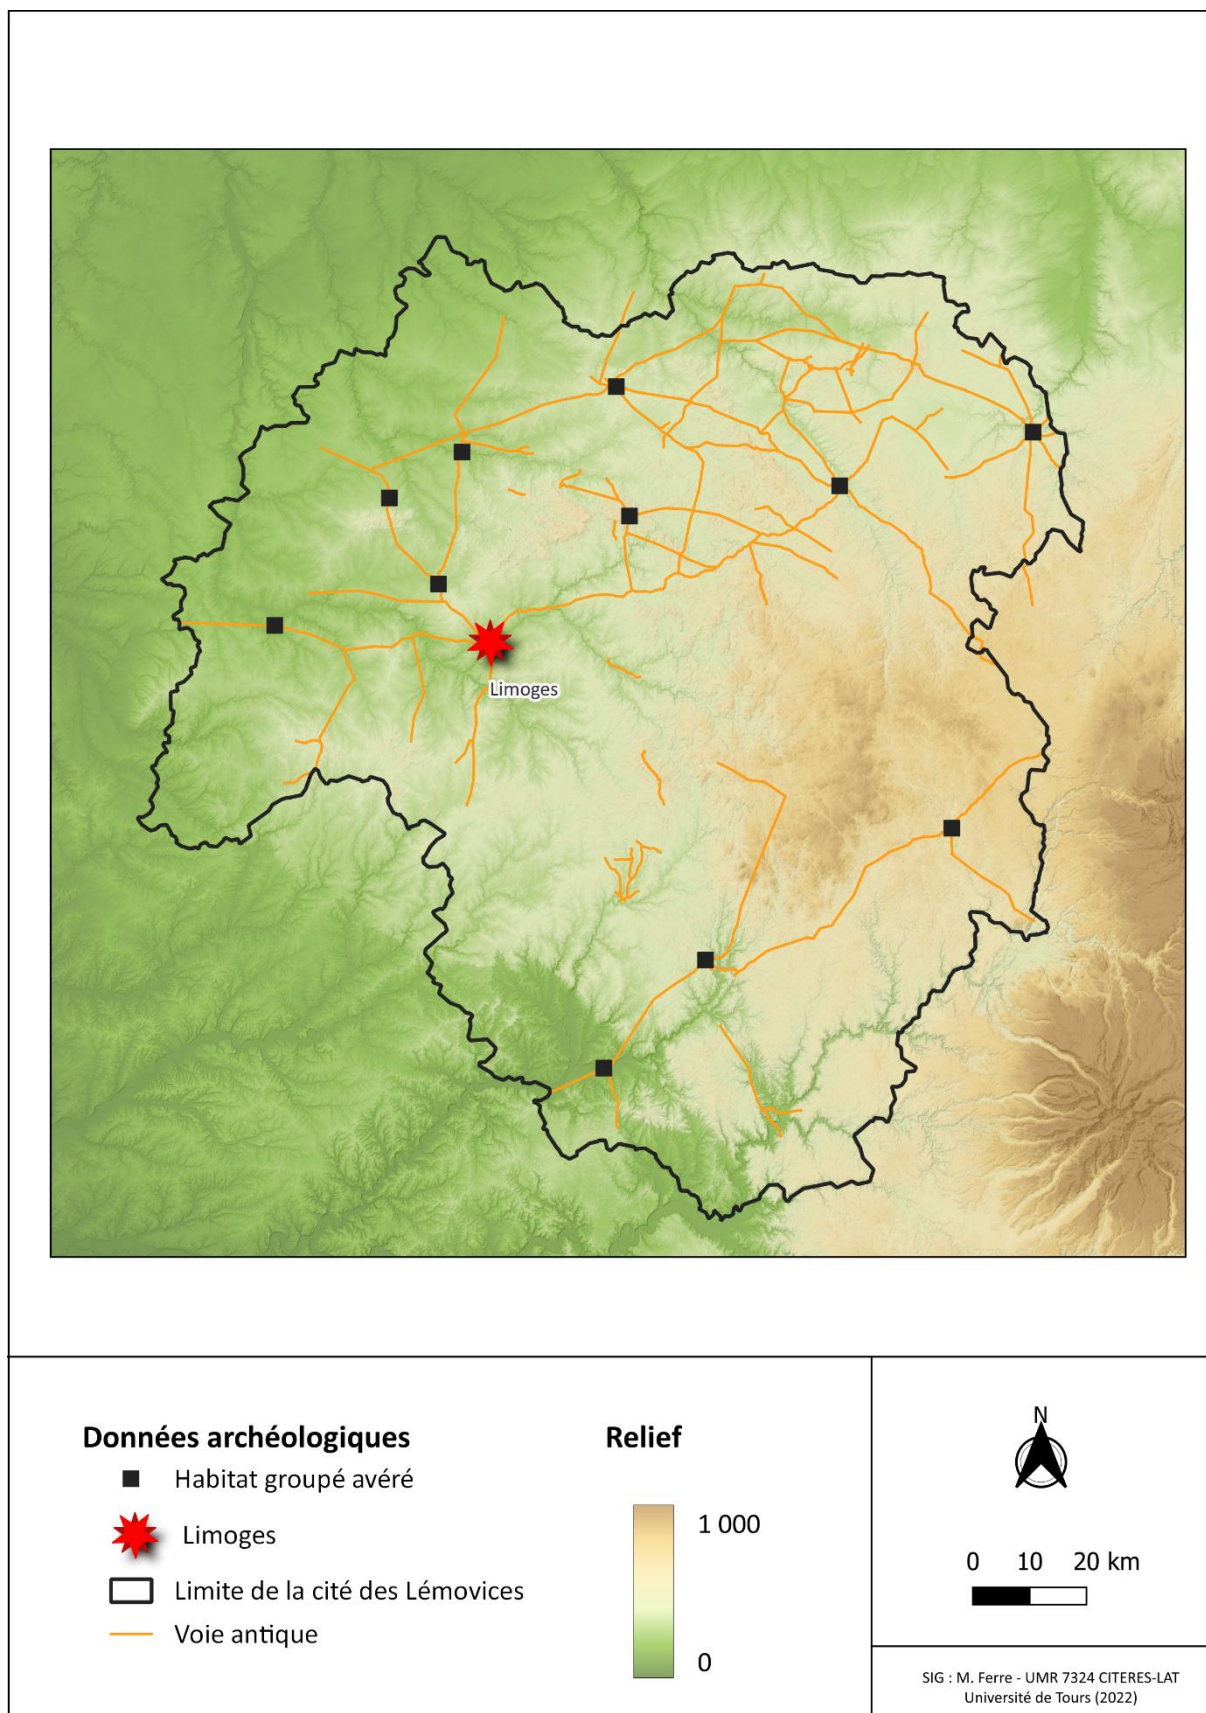 Limoges
Données archéologiques
Habitat groupé avéré
Limoges
Limite de la cité des Lémovices
Voie antique
Relief
1 000
0
N
0 10 20 km
SIG : M. Ferre - UMR 7324 CITERES-LAT
Université de Tours (2022)